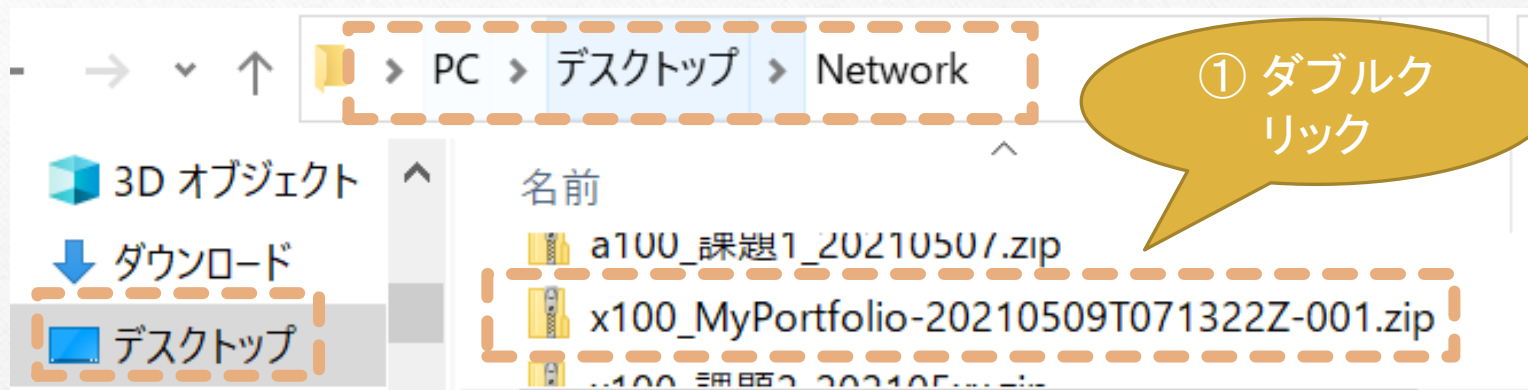 PC > デスクトップ > Network
① ダブルク
リック
3D オブジェクト
名前
ダウンロード
a100_課題1_20210507.zip
x100_MyPortfolio-20210509T071322Z-001.zip
デスクトップ